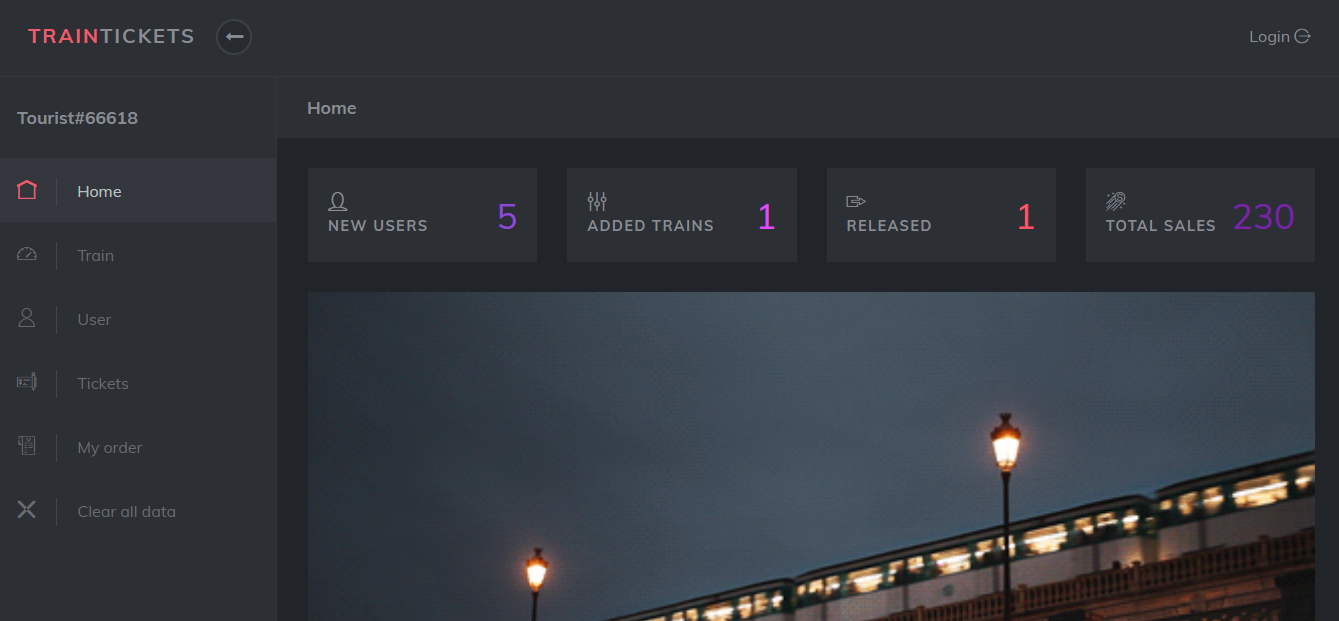 TRAINTICKETS
Login
Tourist#66618
Home
Home
Train
User
Tickets
My order
Clear all data
NEW USERS 5
ADDED TRAINS 1
RELEASED 1
TOTAL SALES 230